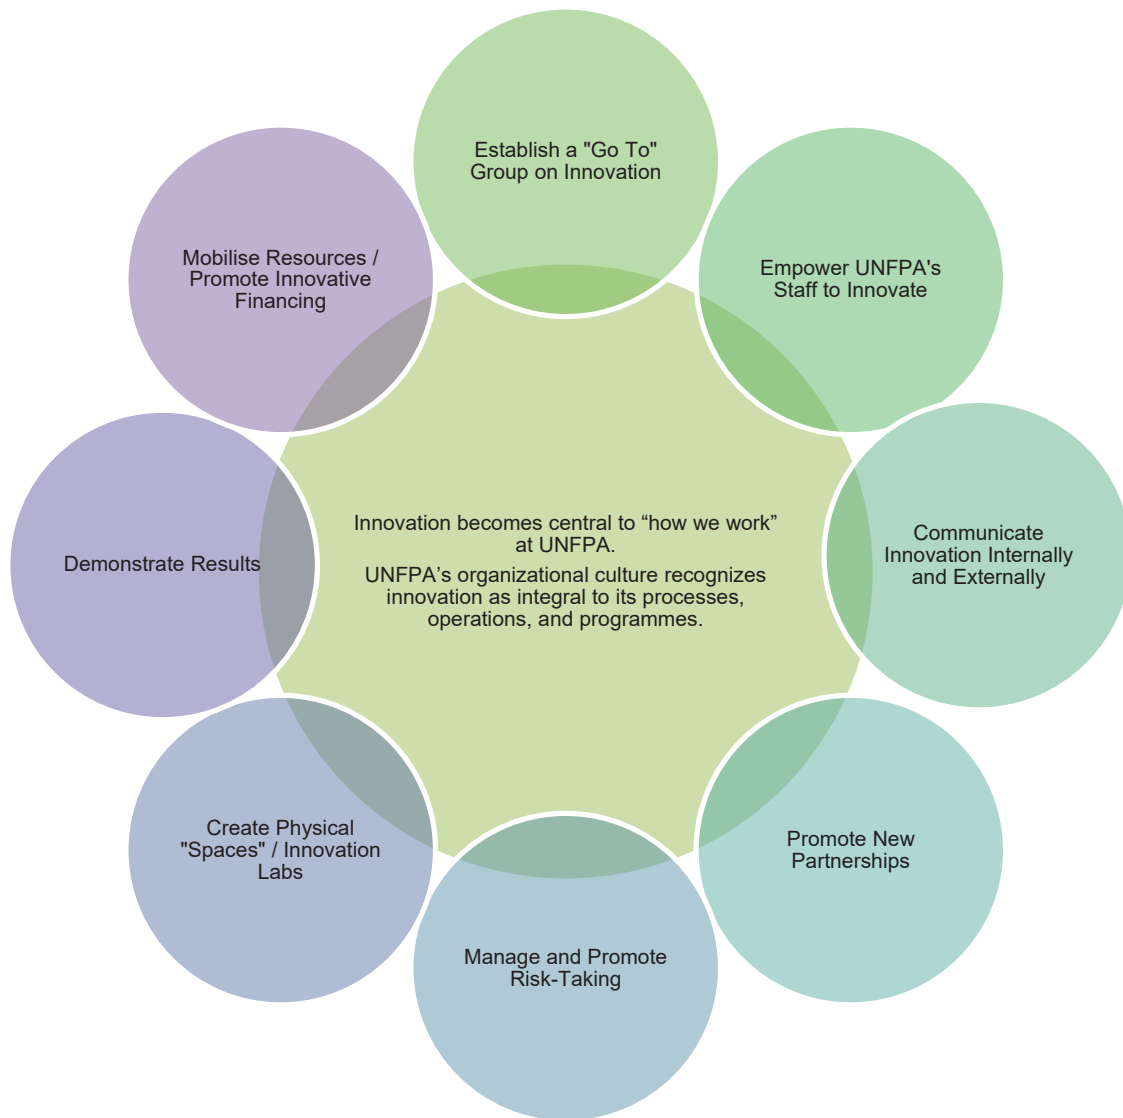 Establish a "Go To"
Group on Innovation
Empower UNFPA's
Staff to Innovate
Communicate
Innovation Internally
and Externally
Promote New
Partnerships
Manage and Promote
Risk-Taking
Create Physical
"Spaces" / Innovation
Labs
Demonstrate Results
Mobilise Resources /
Promote Innovative
Financing
Innovation becomes central to “how we work”
at UNFPA.
UNFPA’s organizational culture recognizes
innovation as integral to its processes,
operations, and programmes.